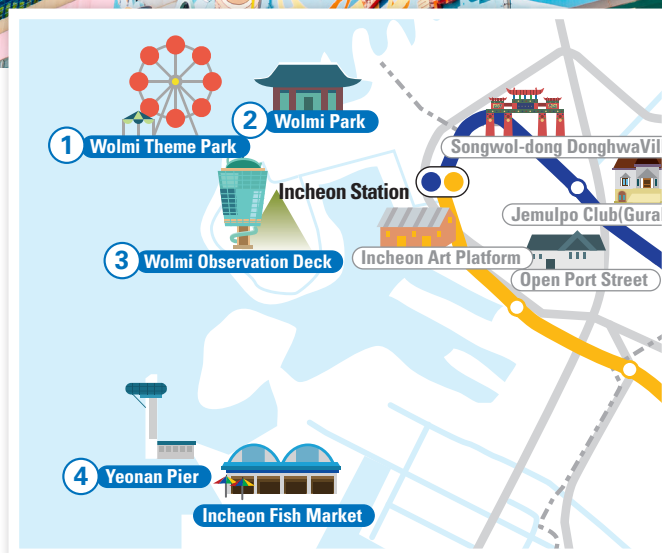 1 Wolmi Theme Park
2 Wolmi Park
Songwol-dong DonghwaVil
Incheon Station
Jemulpo Club(Gura
3 Wolmi Observation Deck
Incheon Art Platform
Open Port Street
4 Yeonan Pier
Incheon Fish Market